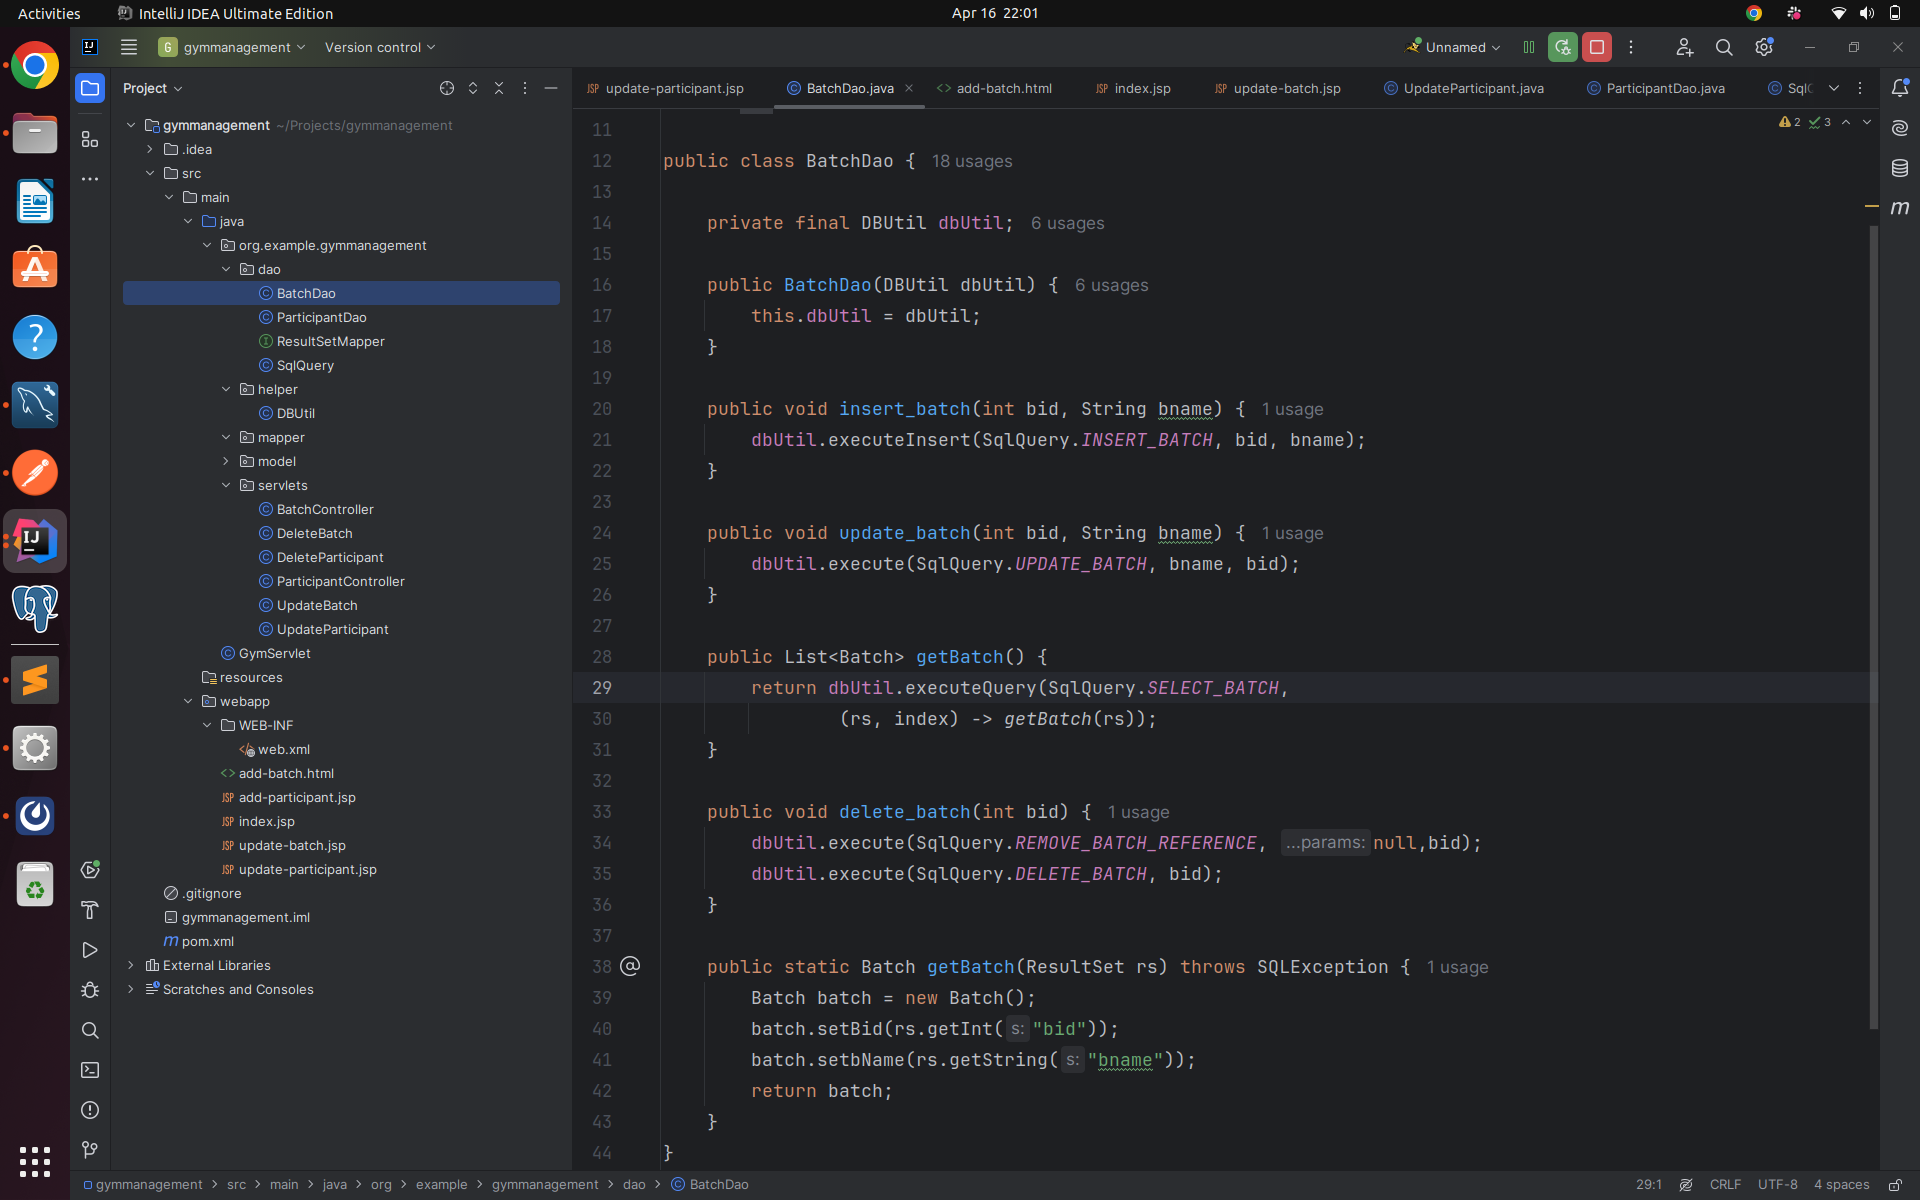 Activities
IntelliJ IDEA Ultimate Edition
Apr 16 22:01
IJ
G gymmanagement
Version control
Unnamed
Project
update-participant.jsp
BatchDao.java
add-batch.html
index.jsp
update-batch.jsp
UpdateParticipant.java
ParticipantDao.java
SqlQ
2 3
gymmanagement ~/Projects/gymmanagement
.idea
src
main
java
org.example.gymmanagement
dao
BatchDao
ParticipantDao
ResultSetMapper
SqlQuery
helper
DBUtil
mapper
model
servlets
BatchController
DeleteBatch
DeleteParticipant
ParticipantController
UpdateBatch
UpdateParticipant
GymServlet
resources
webapp
WEB-INF
web.xml
add-batch.html
JSP add-participant.jsp
JSP index.jsp
JSP update-batch.jsp
JSP update-participant.jsp
.gitignore
gymmanagement.iml
m pom.xml
External Libraries
Scratches and Consoles
11
12 public class BatchDao { 18 usages
13
14 private final DBUtil dbUtil; 6 usages
15
16 public BatchDao(DBUtil dbUtil) { 6 usages
17 this.dbUtil = dbUtil;
18 }
19
20 public void insert_batch(int bid, String bname) { 1 usage
21 dbUtil.executeInsert(SqlQuery.INSERT_BATCH, bid, bname);
22 }
23
24 public void update_batch(int bid, String bname) { 1 usage
25 dbUtil.execute(SqlQuery.UPDATE_BATCH, bname, bid);
26 }
27
28 public List<Batch> getBatch() {
29 return dbUtil.executeQuery(SqlQuery.SELECT_BATCH,
30 (rs, index) -> getBatch(rs));
31 }
32
33 public void delete_batch(int bid) { 1 usage
34 dbUtil.execute(SqlQuery.REMOVE_BATCH_REFERENCE, ...params: null,bid);
35 dbUtil.execute(SqlQuery.DELETE_BATCH, bid);
36 }
37
38 @ public static Batch getBatch(ResultSet rs) throws SQLException { 1 usage
39 Batch batch = new Batch();
40 batch.setBid(rs.getInt( s: "bid"));
41 batch.setbName(rs.getString( s: "bname"));
42 return batch;
43 }
44 }
gymmanagement > src > main > java > org > example > gymmanagement > dao > BatchDao
29:1 CRLF UTF-8 4 spaces